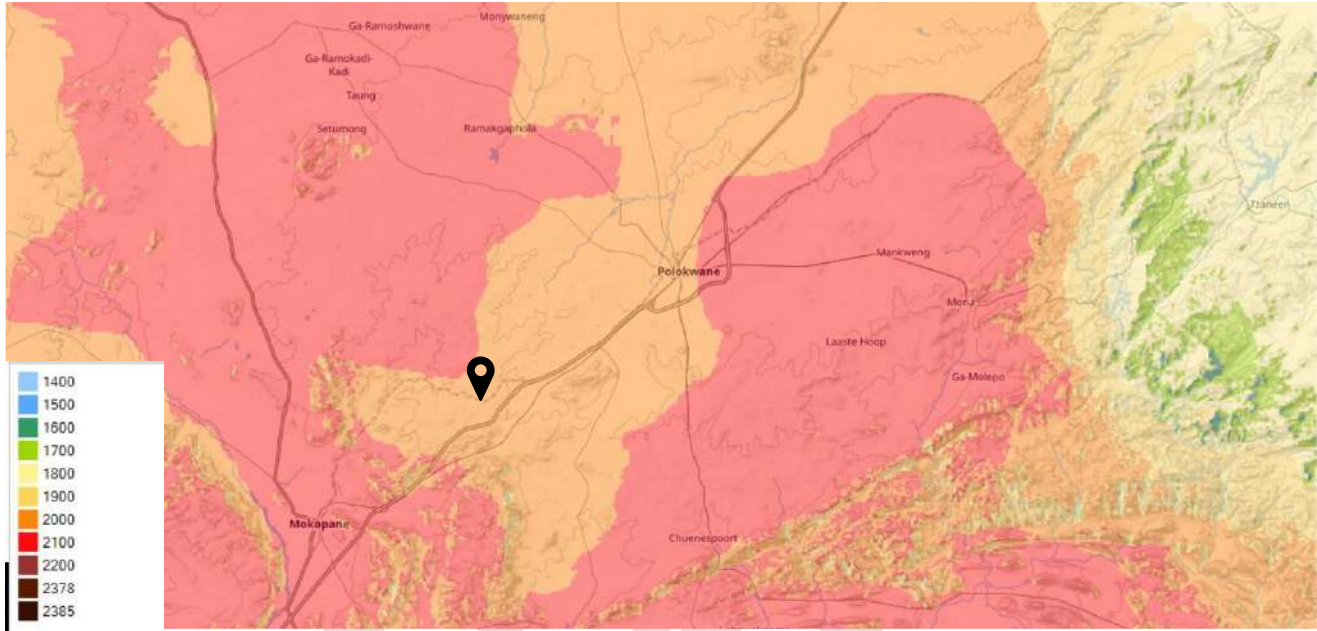 Monywaneng
Ga-Ramoshwane
Ga-Ramokadi-
Kadi
Taung
Setumong
Ramakgaphola
Tzaneen
Mankweng
Polokwane
Moria
Laaste Hoop
Ga-Molepo
Mokopane
Chuenespoort
1400
1500
1600
1700
1800
1900
2000
2100
2200
2378
2385